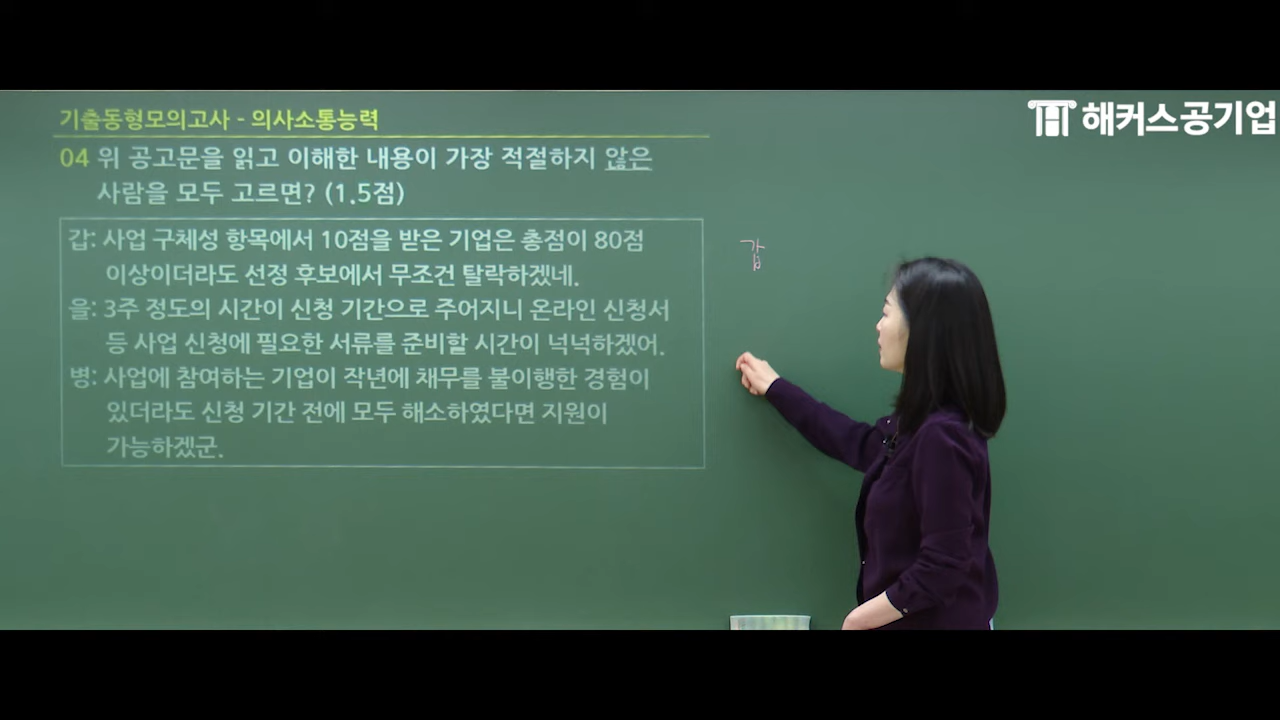 해커스공기업
기출동형모의고사 - 의사소통능력
04 위 공고문을 읽고 이해한 내용이 가장 적절하지 않은
사람을 모두 고르면? (1.5점)
갑: 사업 구체성 항목에서 10점을 받은 기업은 총점이 80점
이상이더라도 선정 후보에서 무조건 탈락하겠네.
을: 3주 정도의 시간이 신청 기간으로 주어지니 온라인 신청서
등 사업 신청에 필요한 서류를 준비할 시간이 넉넉하겠어.
병: 사업에 참여하는 기업이 작년에 채무를 불이행한 경험이
있더라도 신청 기간 전에 모두 해소하였다면 지원이
가능하겠군.
갑